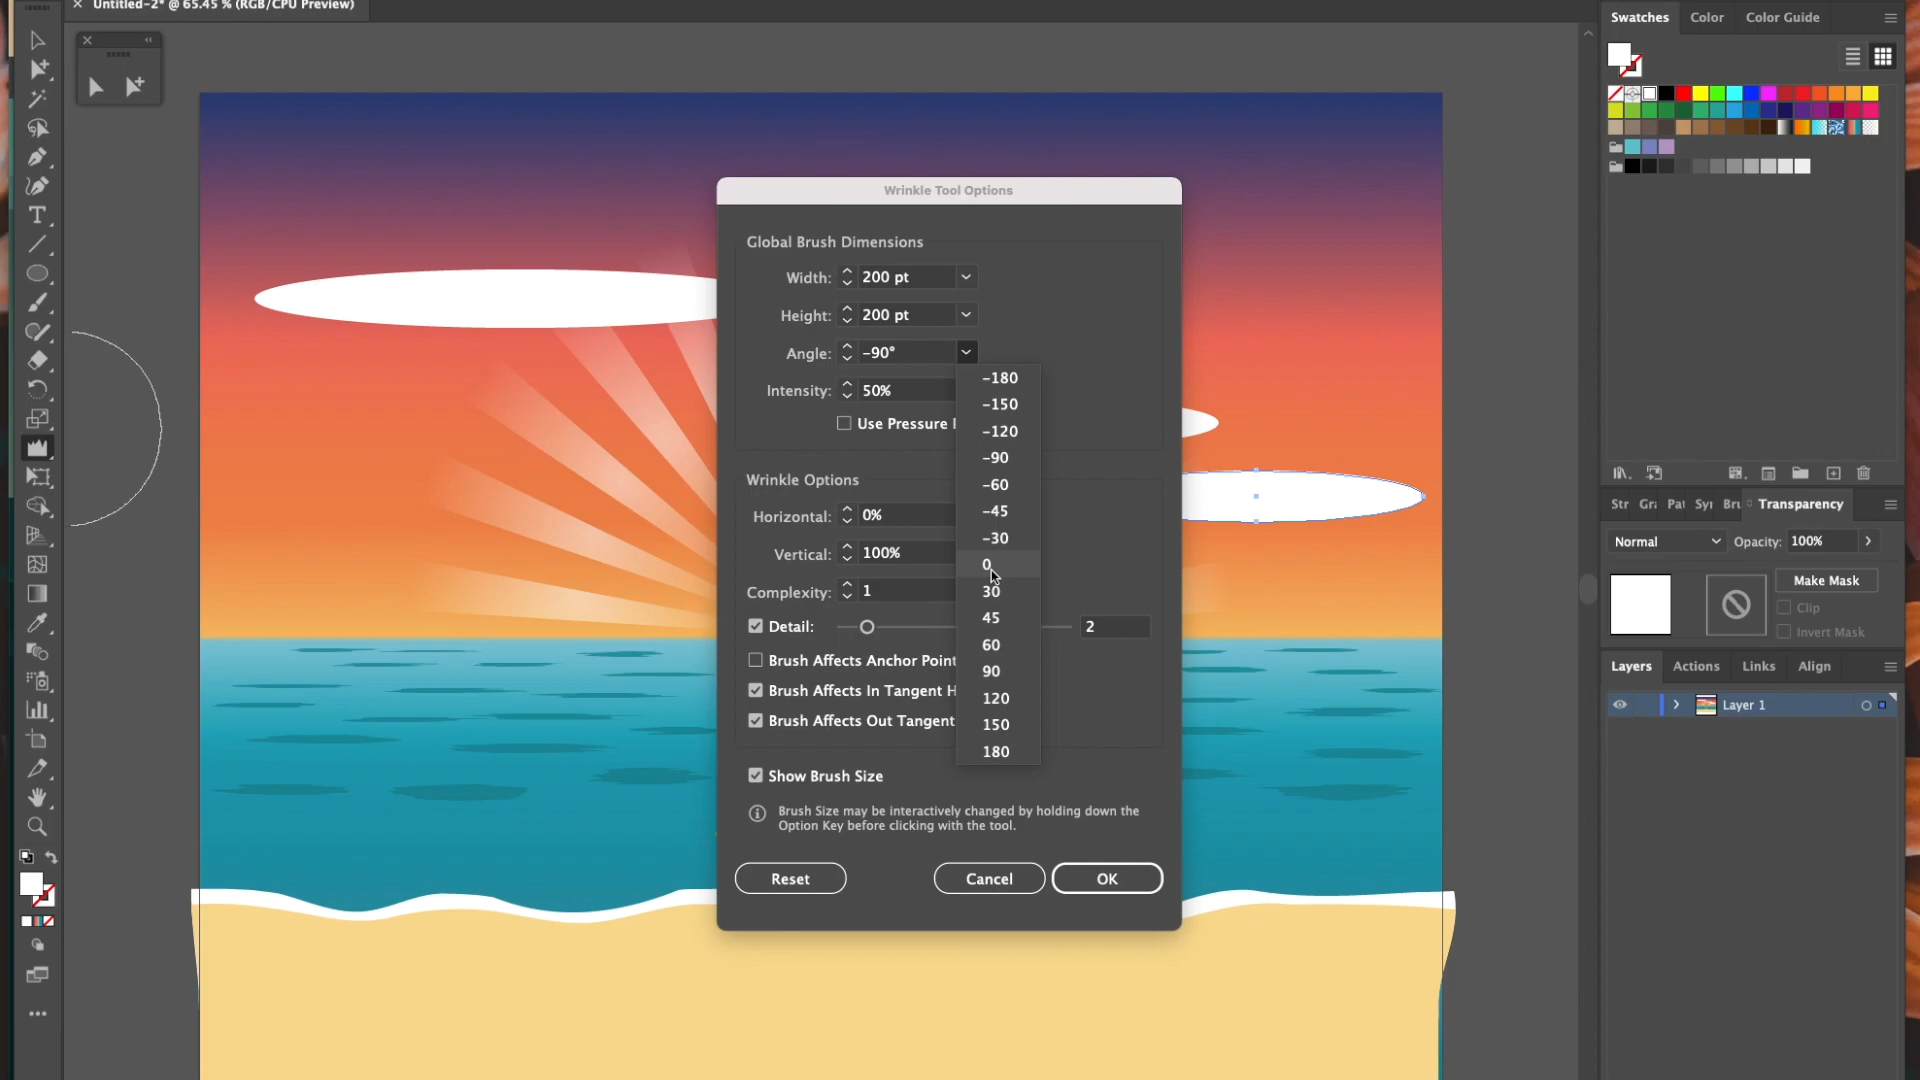 Untitled-2* @ 65.45 % (RGB/CPU Preview)
Swatches
Color
Color Guide
Wrinkle Tool Options
Global Brush Dimensions
Width:
200 pt
Height:
200 pt
Angle:
-90°
Intensity:
50%
Use Pressure
-180
-150
-120
-90
-60
-45
-30
0
30
45
60
90
120
150
180
Wrinkle Options
Horizontal:
0%
Vertical:
100%
Complexity:
1
Detail:
2
Brush Affects Anchor Point
Brush Affects In Tangent H
Brush Affects Out Tangent
Show Brush Size
Brush Size may be interactively changed by holding down the
Option Key before clicking with the tool.
Reset
Cancel
OK
Str
Gr
Pat
Syr
Bru
Transparency
Normal
Opacity:
100%
Make Mask
Clip
Invert Mask
Layers
Actions
Links
Align
Layer 1